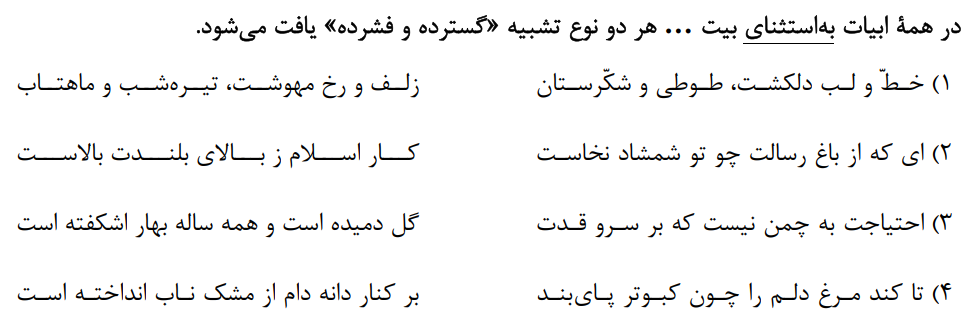 در همهٔ ابیات به‌استثنای بیت ... هر دو نوع تشبیه «گسترده و فشرده» یافت می‌شود.
۱) خطّ و لب دلکشت، طوطی و شکّرستان زلف و رخ مهوشت، تیره‌شب و ماهتاب
۲) ای که از باغ رسالت چو تو شمشاد نخاست کار اسلام ز بالای بلندت بالاست
۳) احتیاجت به چمن نیست که بر سرو قدت گل دمیده است و همه ساله بهار اشکفته است
۴) تا کند مرغ دلم را چون کبوتر پای‌بند بر کنار دانه دام از مشک ناب انداخته است